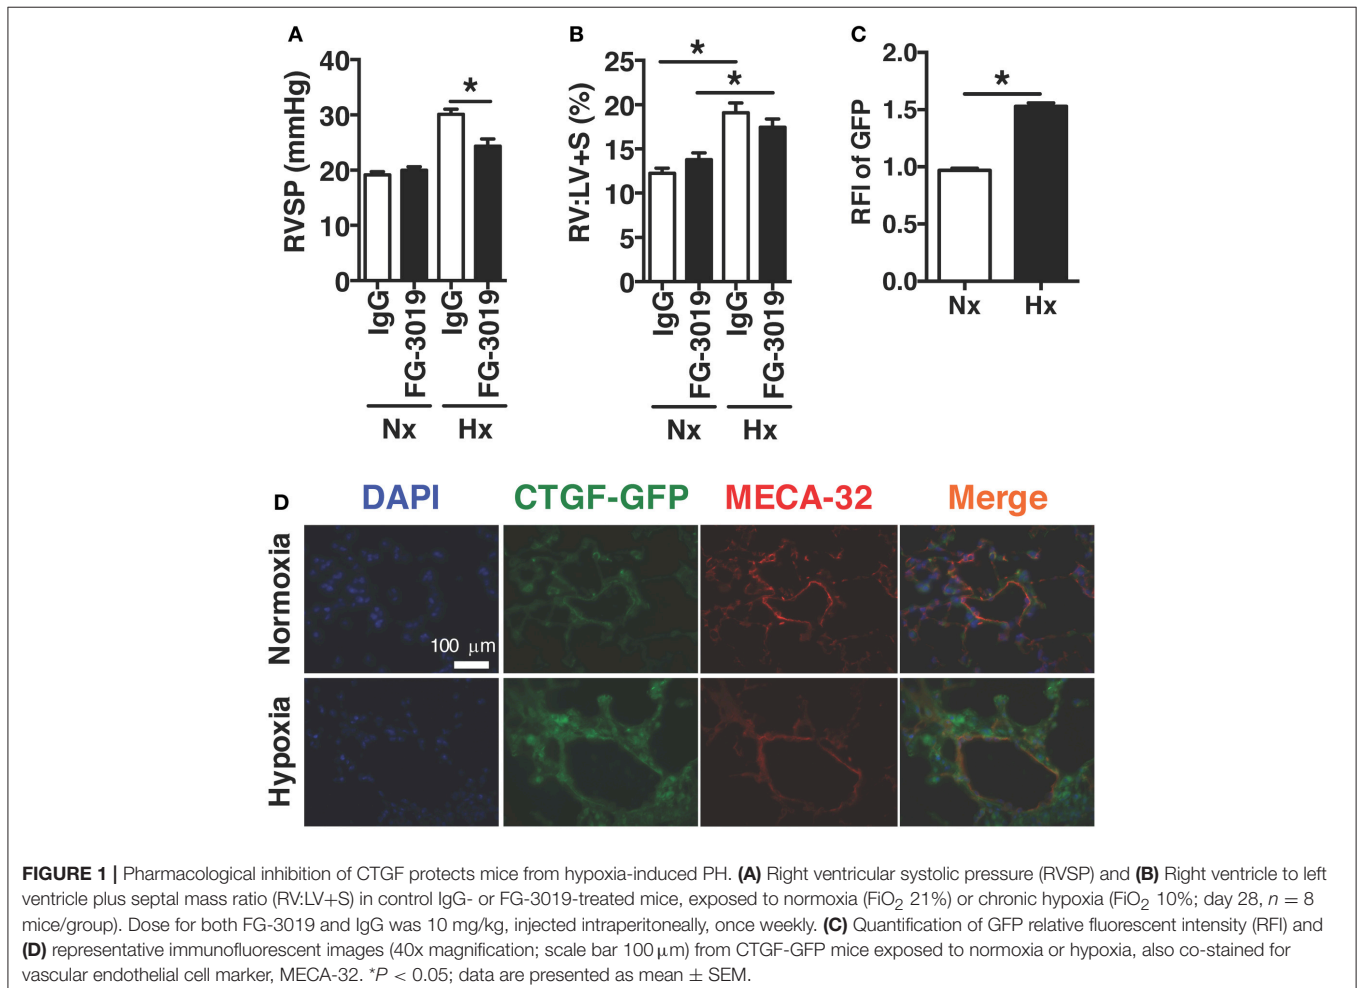 A
RVSP (mmHg)
40
30
20
10
0
*
IgG
FG-3019
IgG
FG-3019
Nx
Hx
B
RV:LV+S (%)
25
20
15
10
5
0
*
*
IgG
FG-3019
IgG
FG-3019
Nx
Hx
C
RFI of GFP
2.0
1.5
1.0
0.5
0.0
*
Nx
Hx
D
DAPI
CTGF-GFP
MECA-32
Merge
Normoxia
100 μm
Hypoxia
FIGURE 1 | Pharmacological inhibition of CTGF protects mice from hypoxia-induced PH. (A) Right ventricular systolic pressure (RVSP) and (B) Right ventricle to left
ventricle plus septal mass ratio (RV:LV+S) in control IgG- or FG-3019-treated mice, exposed to normoxia (FiO₂ 21%) or chronic hypoxia (FiO₂ 10%; day 28, n = 8
mice/group). Dose for both FG-3019 and IgG was 10 mg/kg, injected intraperitoneally, once weekly. (C) Quantification of GFP relative fluorescent intensity (RFI) and
(D) representative immunofluorescent images (40x magnification; scale bar 100 μm) from CTGF-GFP mice exposed to normoxia or hypoxia, also co-stained for
vascular endothelial cell marker, MECA-32. *P < 0.05; data are presented as mean ± SEM.